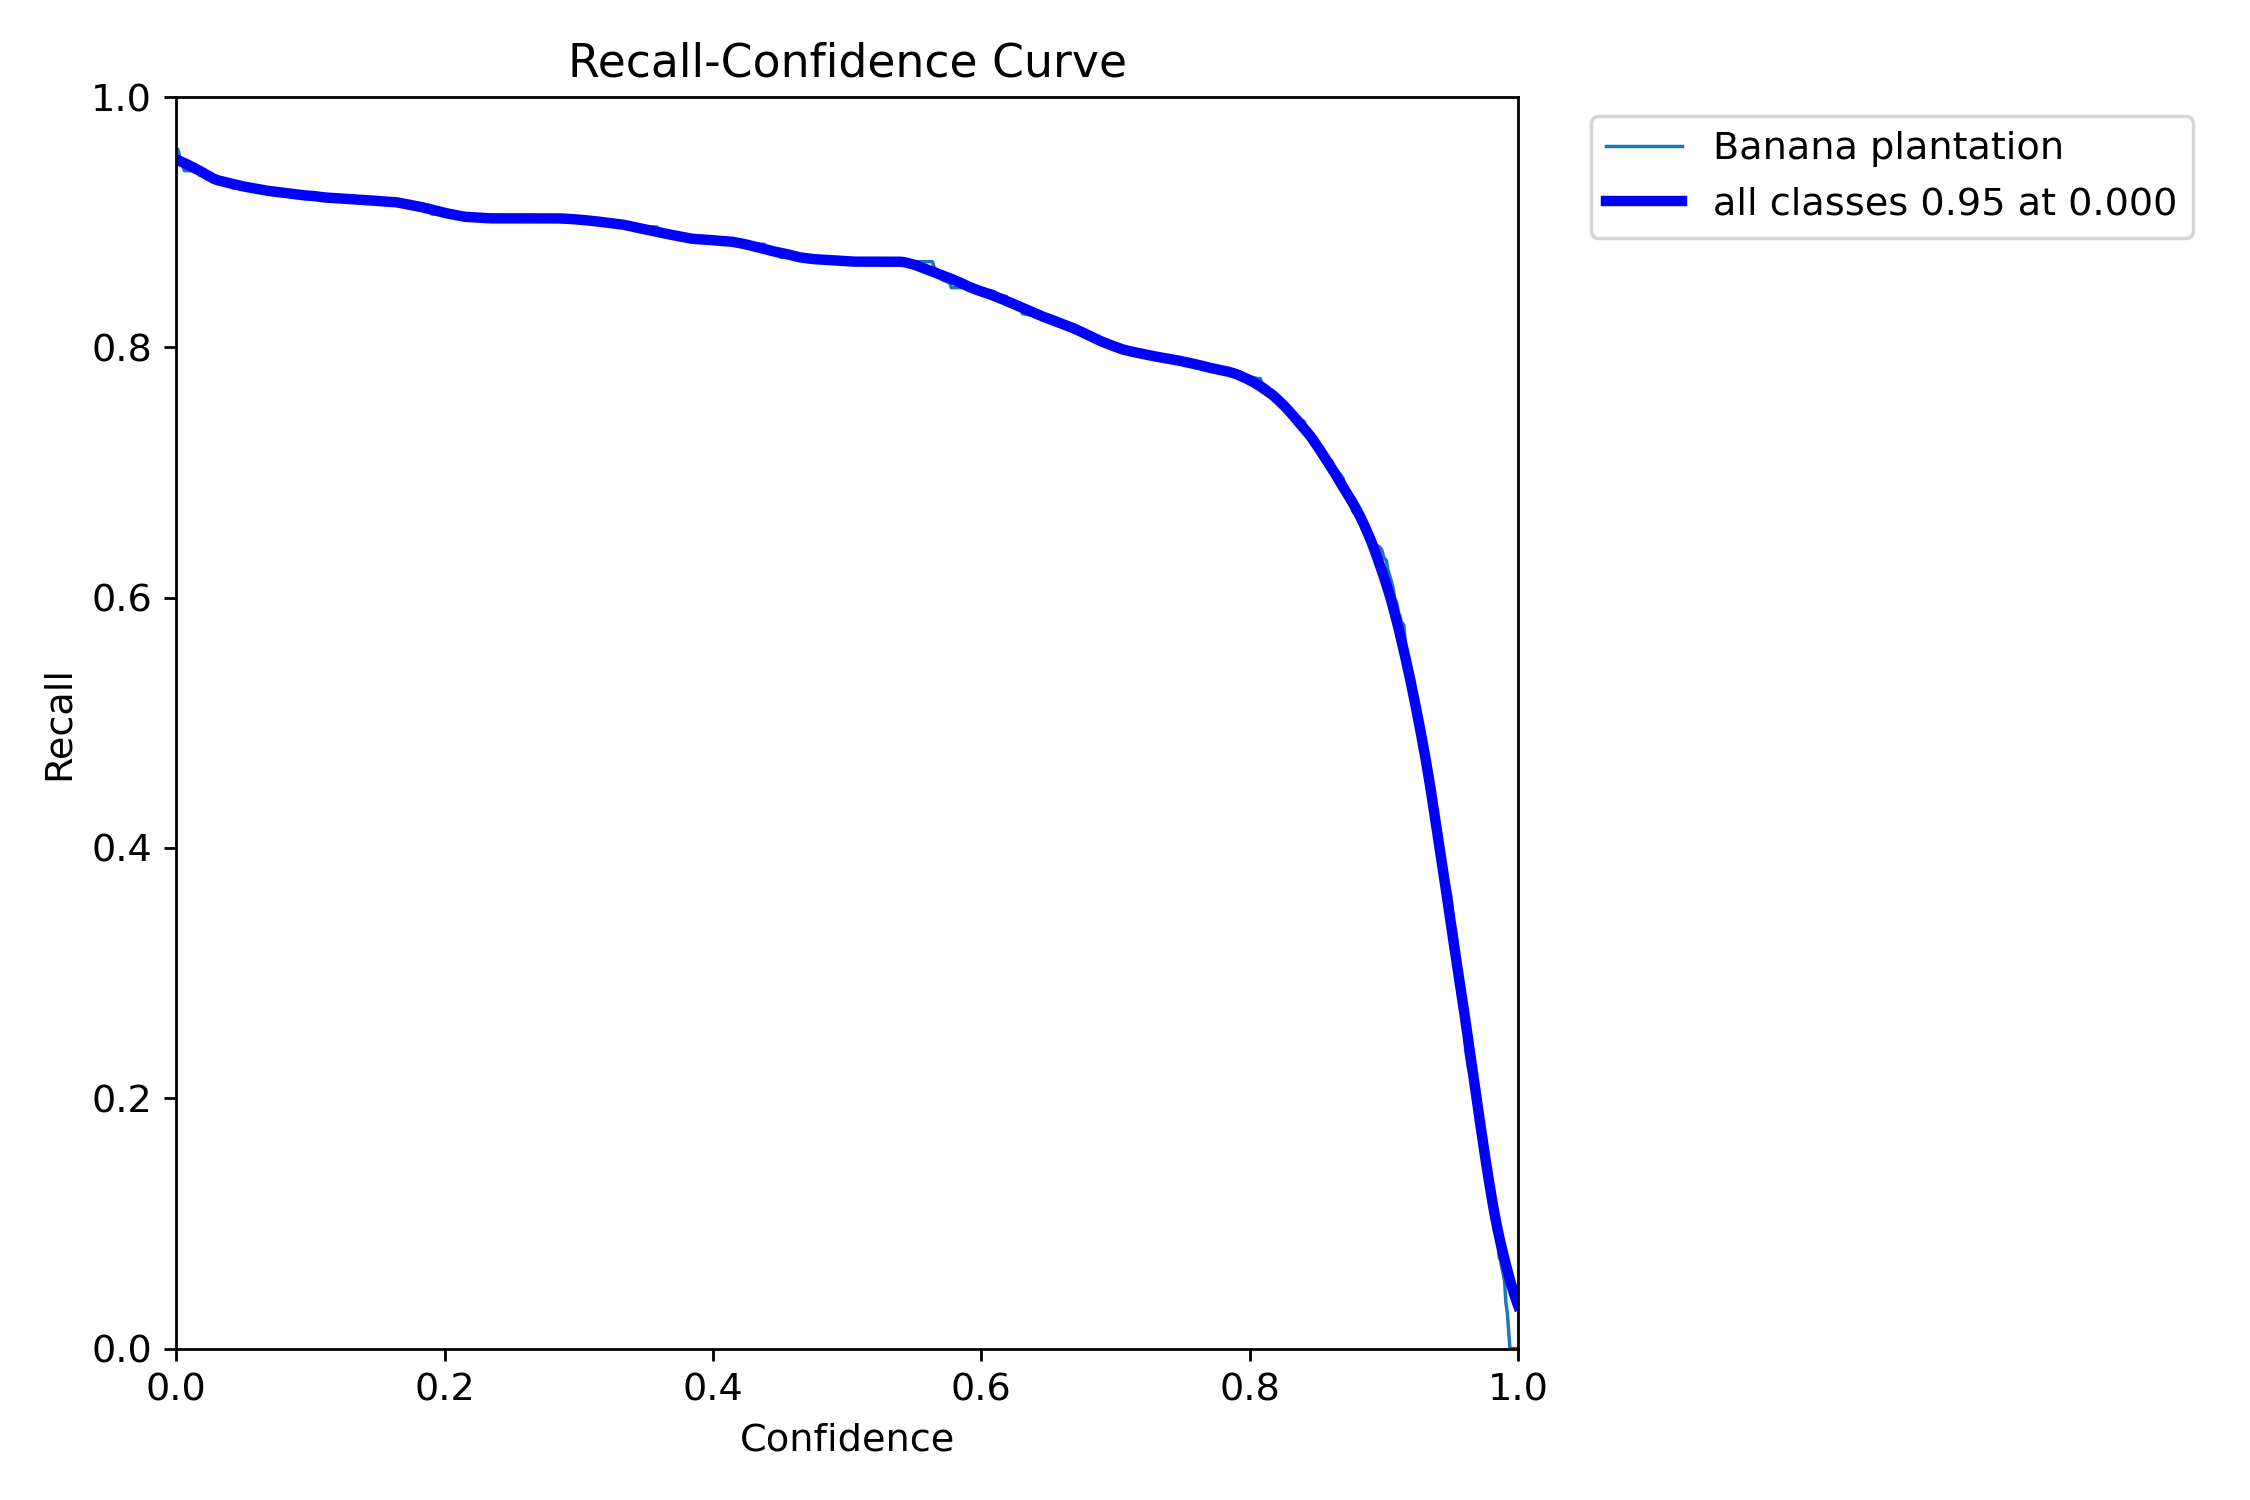 Recall-Confidence Curve
1.0
0.8
0.6
0.4
0.2
0.0
Recall
0.0 0.2 0.4 0.6 0.8 1.0
Confidence
Banana plantation
all classes 0.95 at 0.000